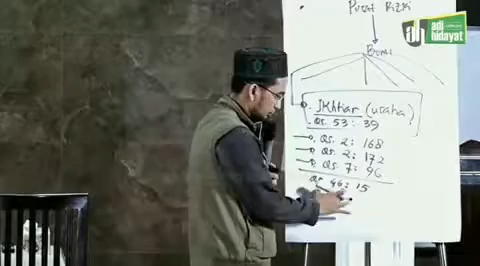 Pusat Rizki
Bumi
adi
hidayat
Ikhtiar (usaha)
QS. 53: 39
QS. 2: 168
QS. 2: 172
QS. 7: 96
QS. 46: 15